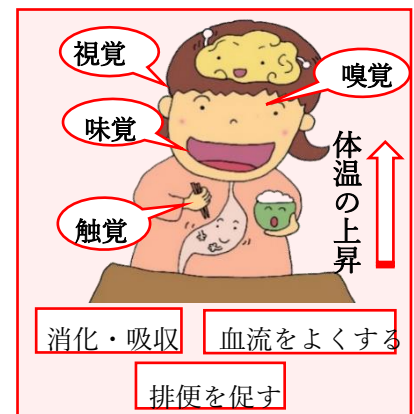 視覚
嗅覚
味覚
触覚
体温の上昇
消化・吸収
血流をよくする
排便を促す